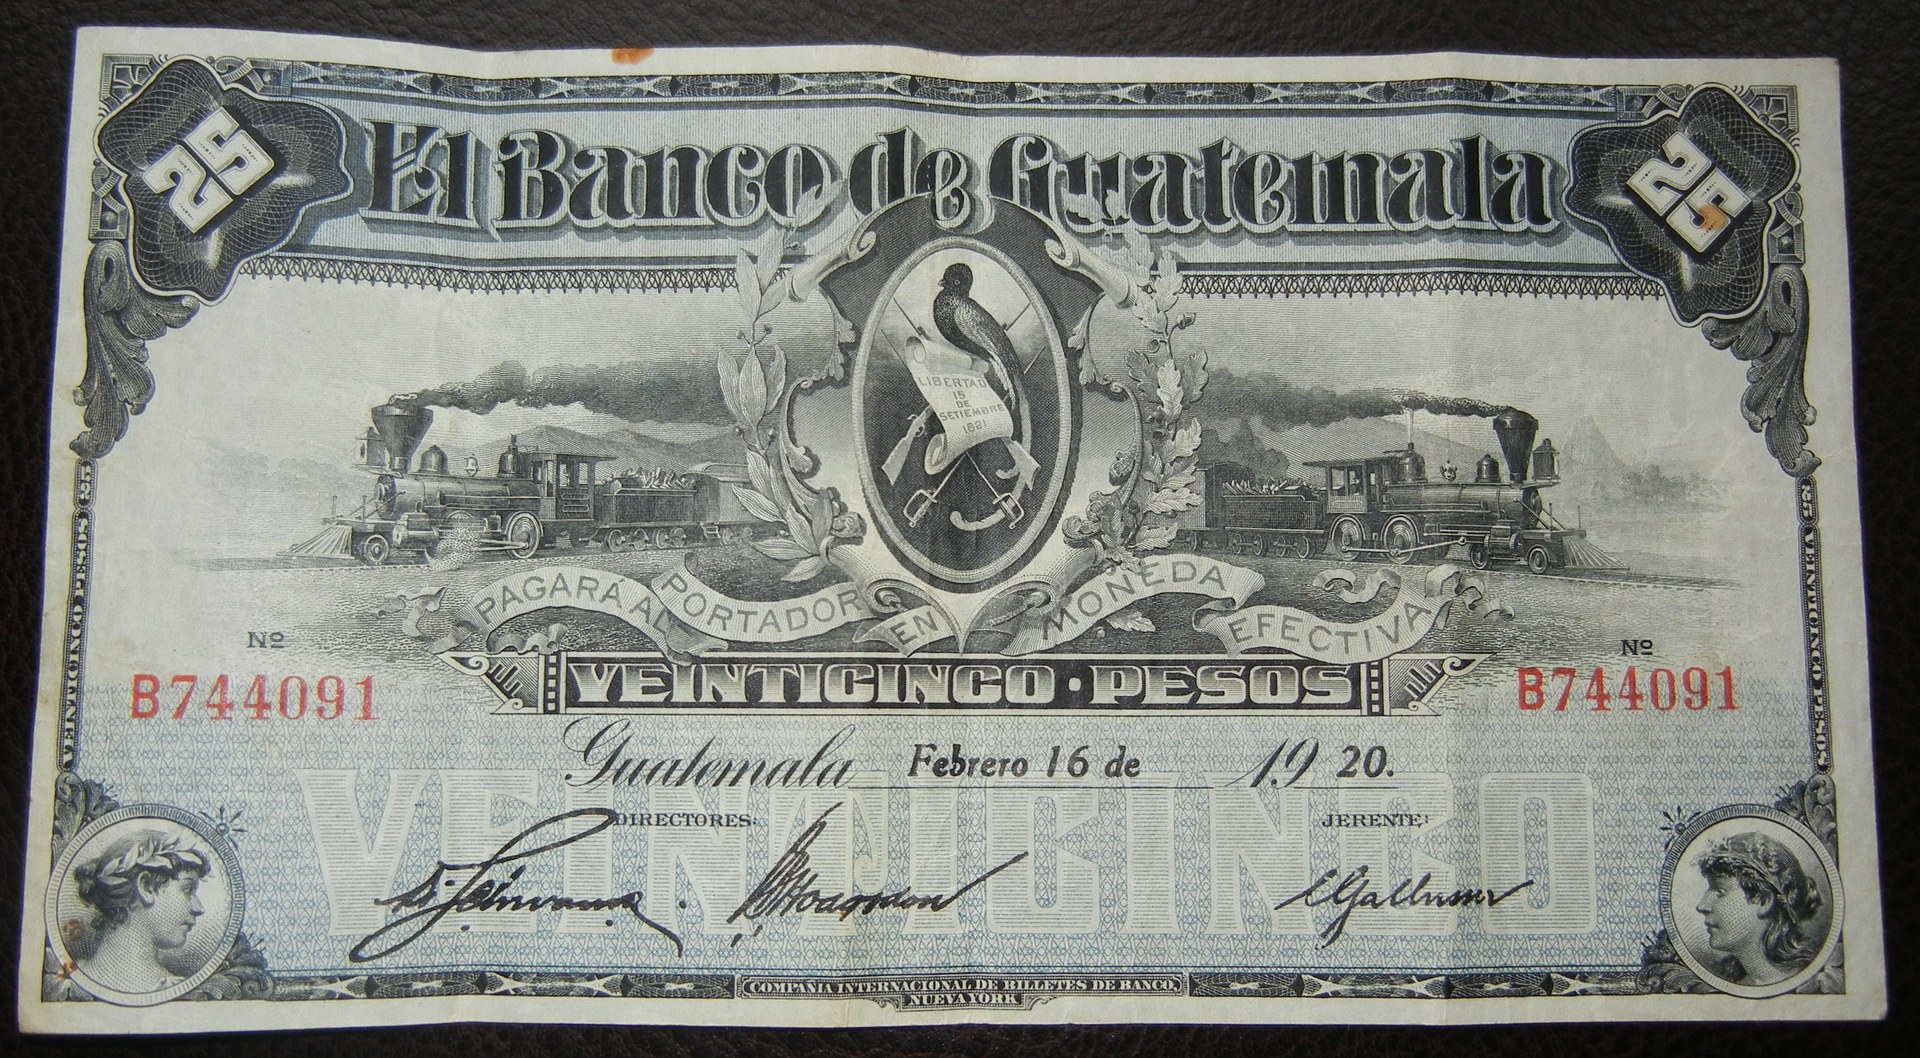 25
El Banco de Guatemala
25
LIBERTAD
15
DE
SETIEMBRE
1821
PAGARÁ AL PORTADOR EN MONEDA EFECTIVA
Nº
Nº
B744091
VEINTICINCO·PESOS
B744091
Guatemala Febrero 16 de 1920.
VEINTICINCO
DIRECTORES:
JERENTE:
COMPAÑIA INTERNACIONAL DE BILLETES DE BANCO,
NUEVA YORK
VEINTICINCO PESOS 25
25 VEINTICINCO PESOS